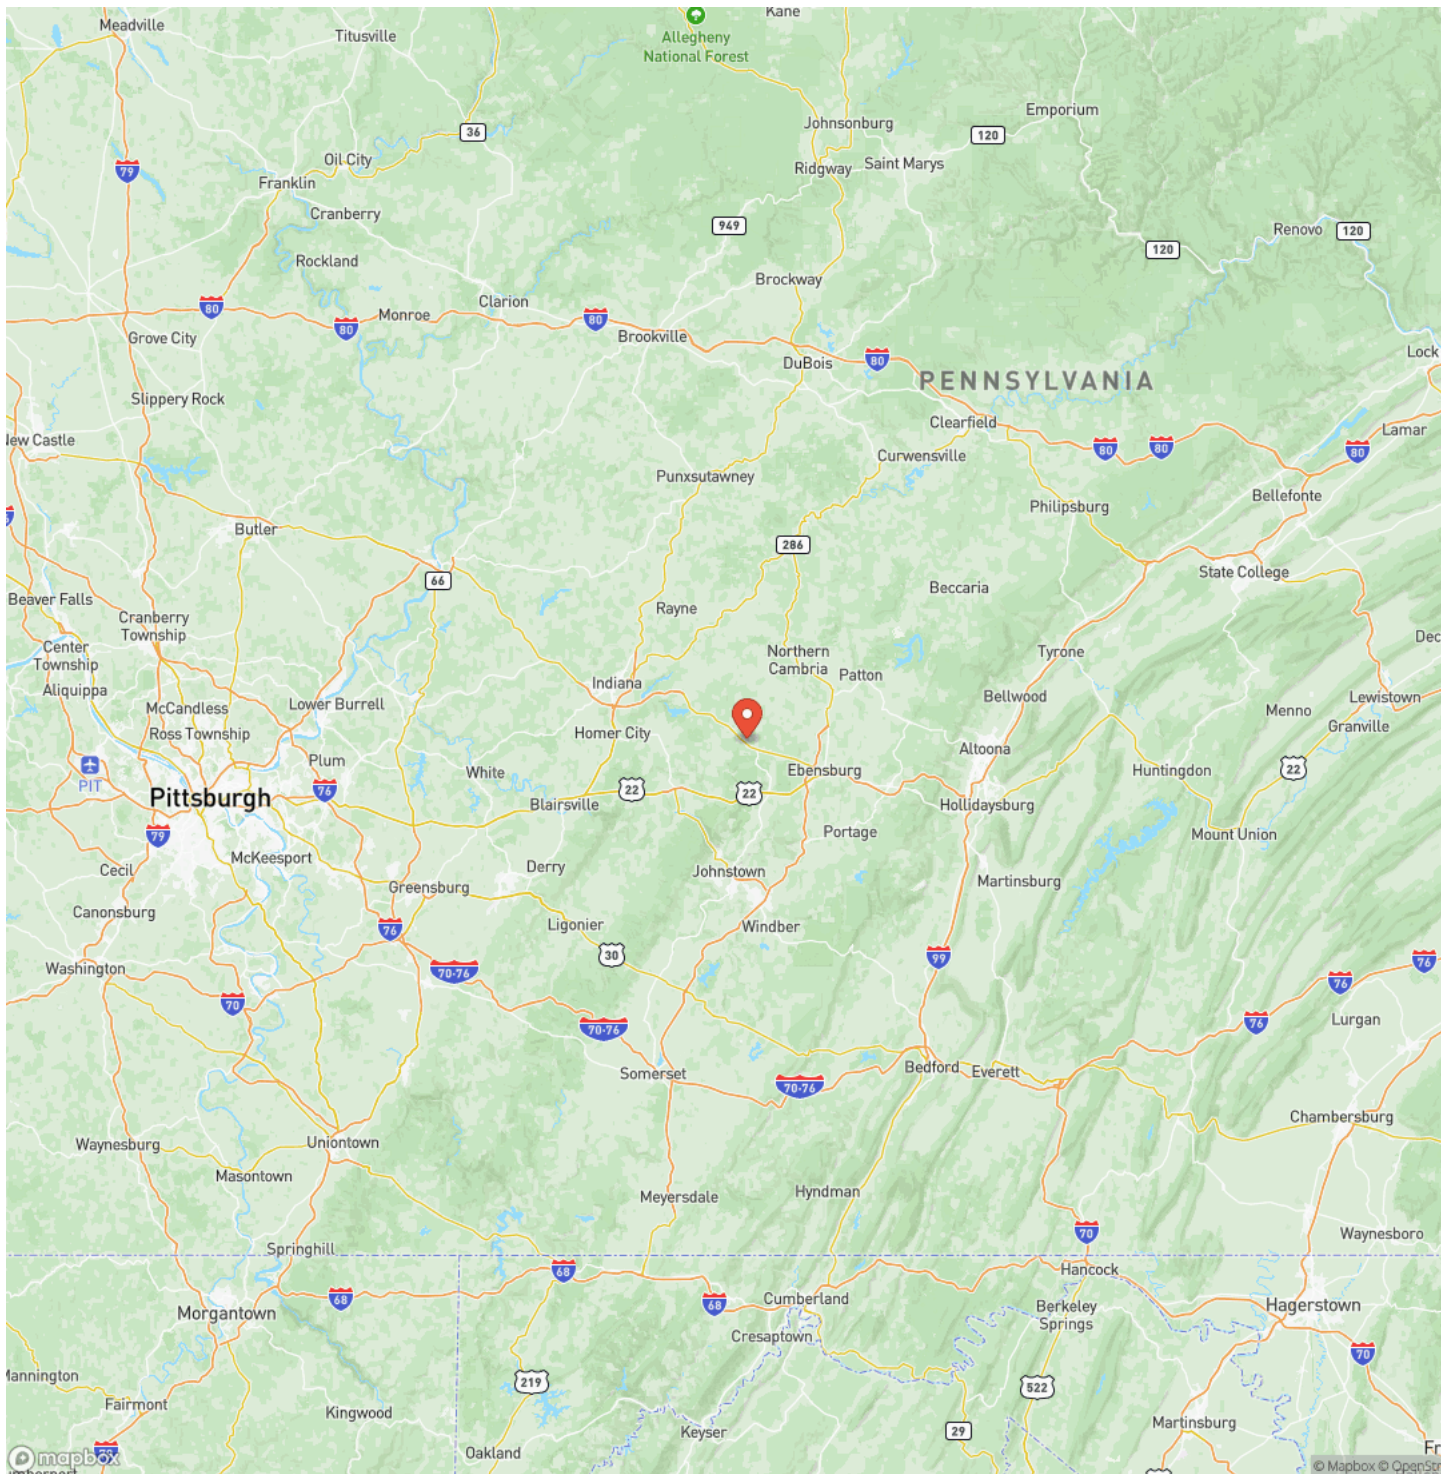 Meadville
Titusville
Kane
Allegheny
National Forest
36
Johnsonburg
Emporium
120
79
Oil City
Franklin
Ridgway
Saint Marys
Cranberry
949
Renovo
120
120
Rockland
Brockway
80
Clarion
Monroe
80
80
Brookville
Grove City
DuBois
80
Lock
PENNSYLVANIA
Slippery Rock
Clearfield
Lamar
New Castle
80
80
80
Curwensville
Punxsutawney
Bellefonte
Philipsburg
Butler
286
State College
66
Beccaria
Beaver Falls
Rayne
Cranberry
Township
Center
Township
Northern
Cambria
Tyrone
Dec
Aliquippa
Indiana
Patton
Bellwood
Lewistown
McCandless
Lower Burrell
Menno
Granville
Ross Township
Homer City
Altoona
Plum
White
Ebensburg
Huntingdon
22
PIT
Pittsburgh
76
Blairsville
22
22
Hollidaysburg
79
Portage
Mount Union
Cecil
McKeesport
Derry
Johnstown
Greensburg
Martinsburg
Canonsburg
Ligonier
Windber
76
30
99
76
Washington
70-76
76
70
76
Lurgan
70-76
Somerset
70-76
Bedford
Everett
Chambersburg
Waynesburg
Uniontown
Masontown
Meyersdale
Hyndman
70
Waynesboro
Springhill
68
Hancock
68
68
Cumberland
Hagerstown
Morgantown
Berkeley
Springs
Cresaptown
70
Mannington
219
522
Fairmont
Kingwood
Keyser
29
Martinsburg
Oakland
Fr
mapbox
© Mapbox © OpenStr